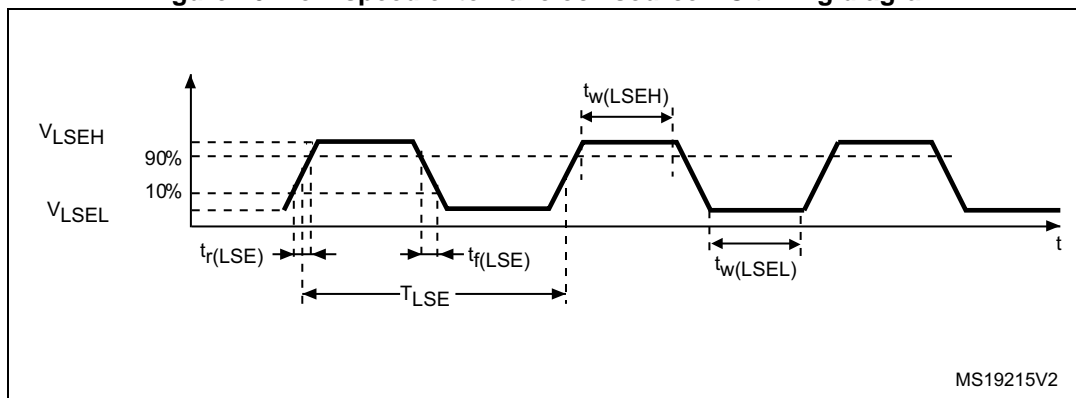 VLSEH
90%
10%
VLSEL
tr(LSE)
tf(LSE)
TLSE
tw(LSEH)
tw(LSEL)
t
MS19215V2